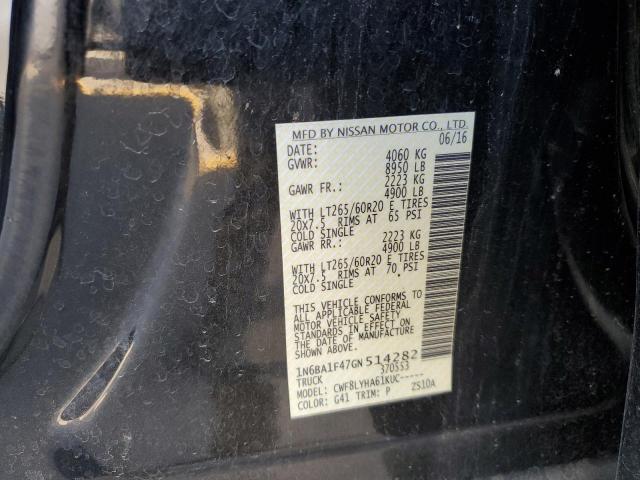 MFD BY NISSAN MOTOR CO., LTD.
DATE: 06/16
GVWR: 4060 KG
8950 LB
GAWR FR.: 2223 KG
4900 LB
WITH LT265/60R20 E TIRES
20X7.5 RIMS AT 65 PSI
COLD SINGLE
GAWR RR.: 2223 KG
4900 LB
WITH LT265/60R20 E TIRES
20X7.5 RIMS AT 70 PSI
COLD SINGLE
THIS VEHICLE CONFORMS TO
ALL APPLICABLE FEDERAL
MOTOR VEHICLE SAFETY
STANDARDS IN EFFECT ON
THE DATE OF MANUFACTURE
SHOWN ABOVE.
1N6BA1F47GN514282
TRUCK 370553
MODEL: CWF8LYHA61KUC-----
COLOR: G41 TRIM: P ZS10A